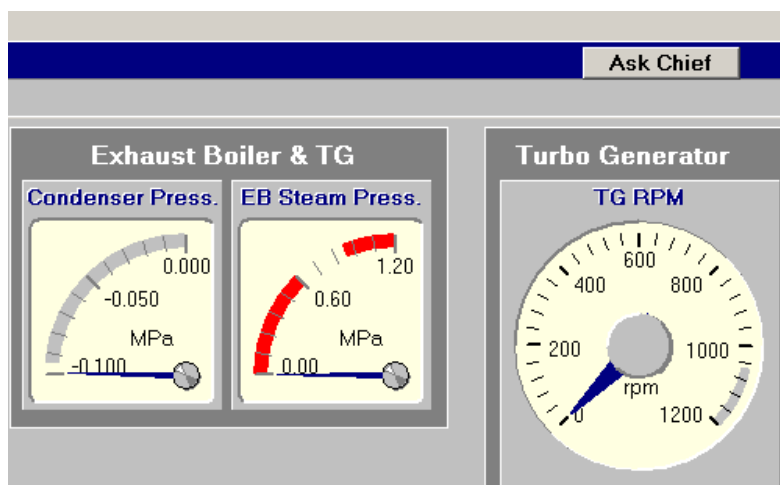 Ask Chief
Exhaust Boiler & TG
Condenser Press.
0.000
-0.050
MPa
-0.100
EB Steam Press.
1.20
0.60
MPa
0.00
Turbo Generator
TG RPM
600
400
800
200
1000
rpm
0
1200